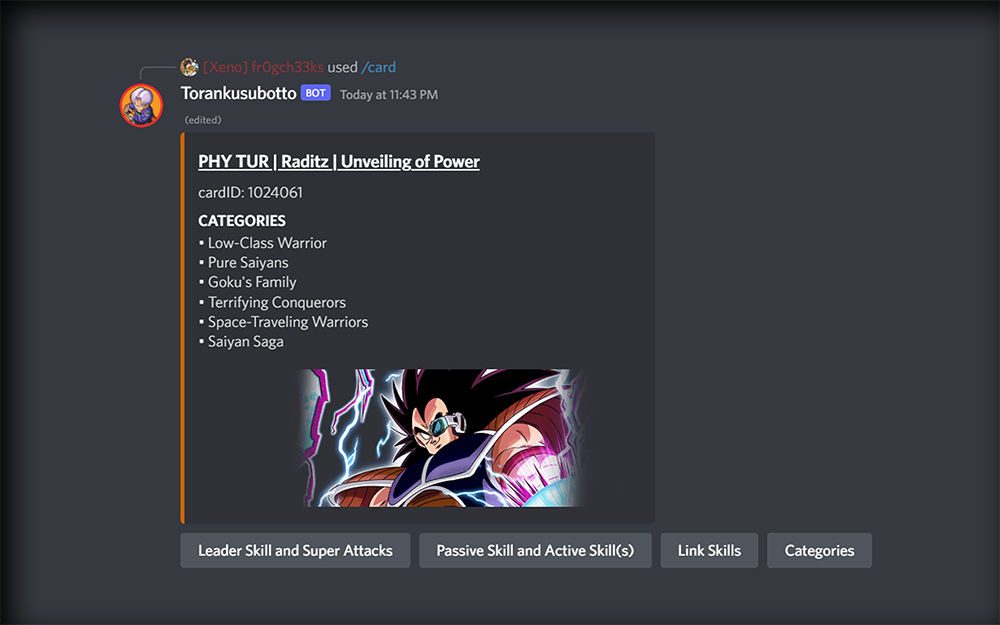 [Xeno] fr0gch33ks used /card
Torankusubotto BOT Today at 11:43 PM
(edited)
PHY TUR | Raditz | Unveiling of Power
cardID: 1024061
CATEGORIES
▪ Low-Class Warrior
▪ Pure Saiyans
▪ Goku's Family
▪ Terrifying Conquerors
▪ Space-Traveling Warriors
▪ Saiyan Saga
Leader Skill and Super Attacks Passive Skill and Active Skill(s) Link Skills Categories